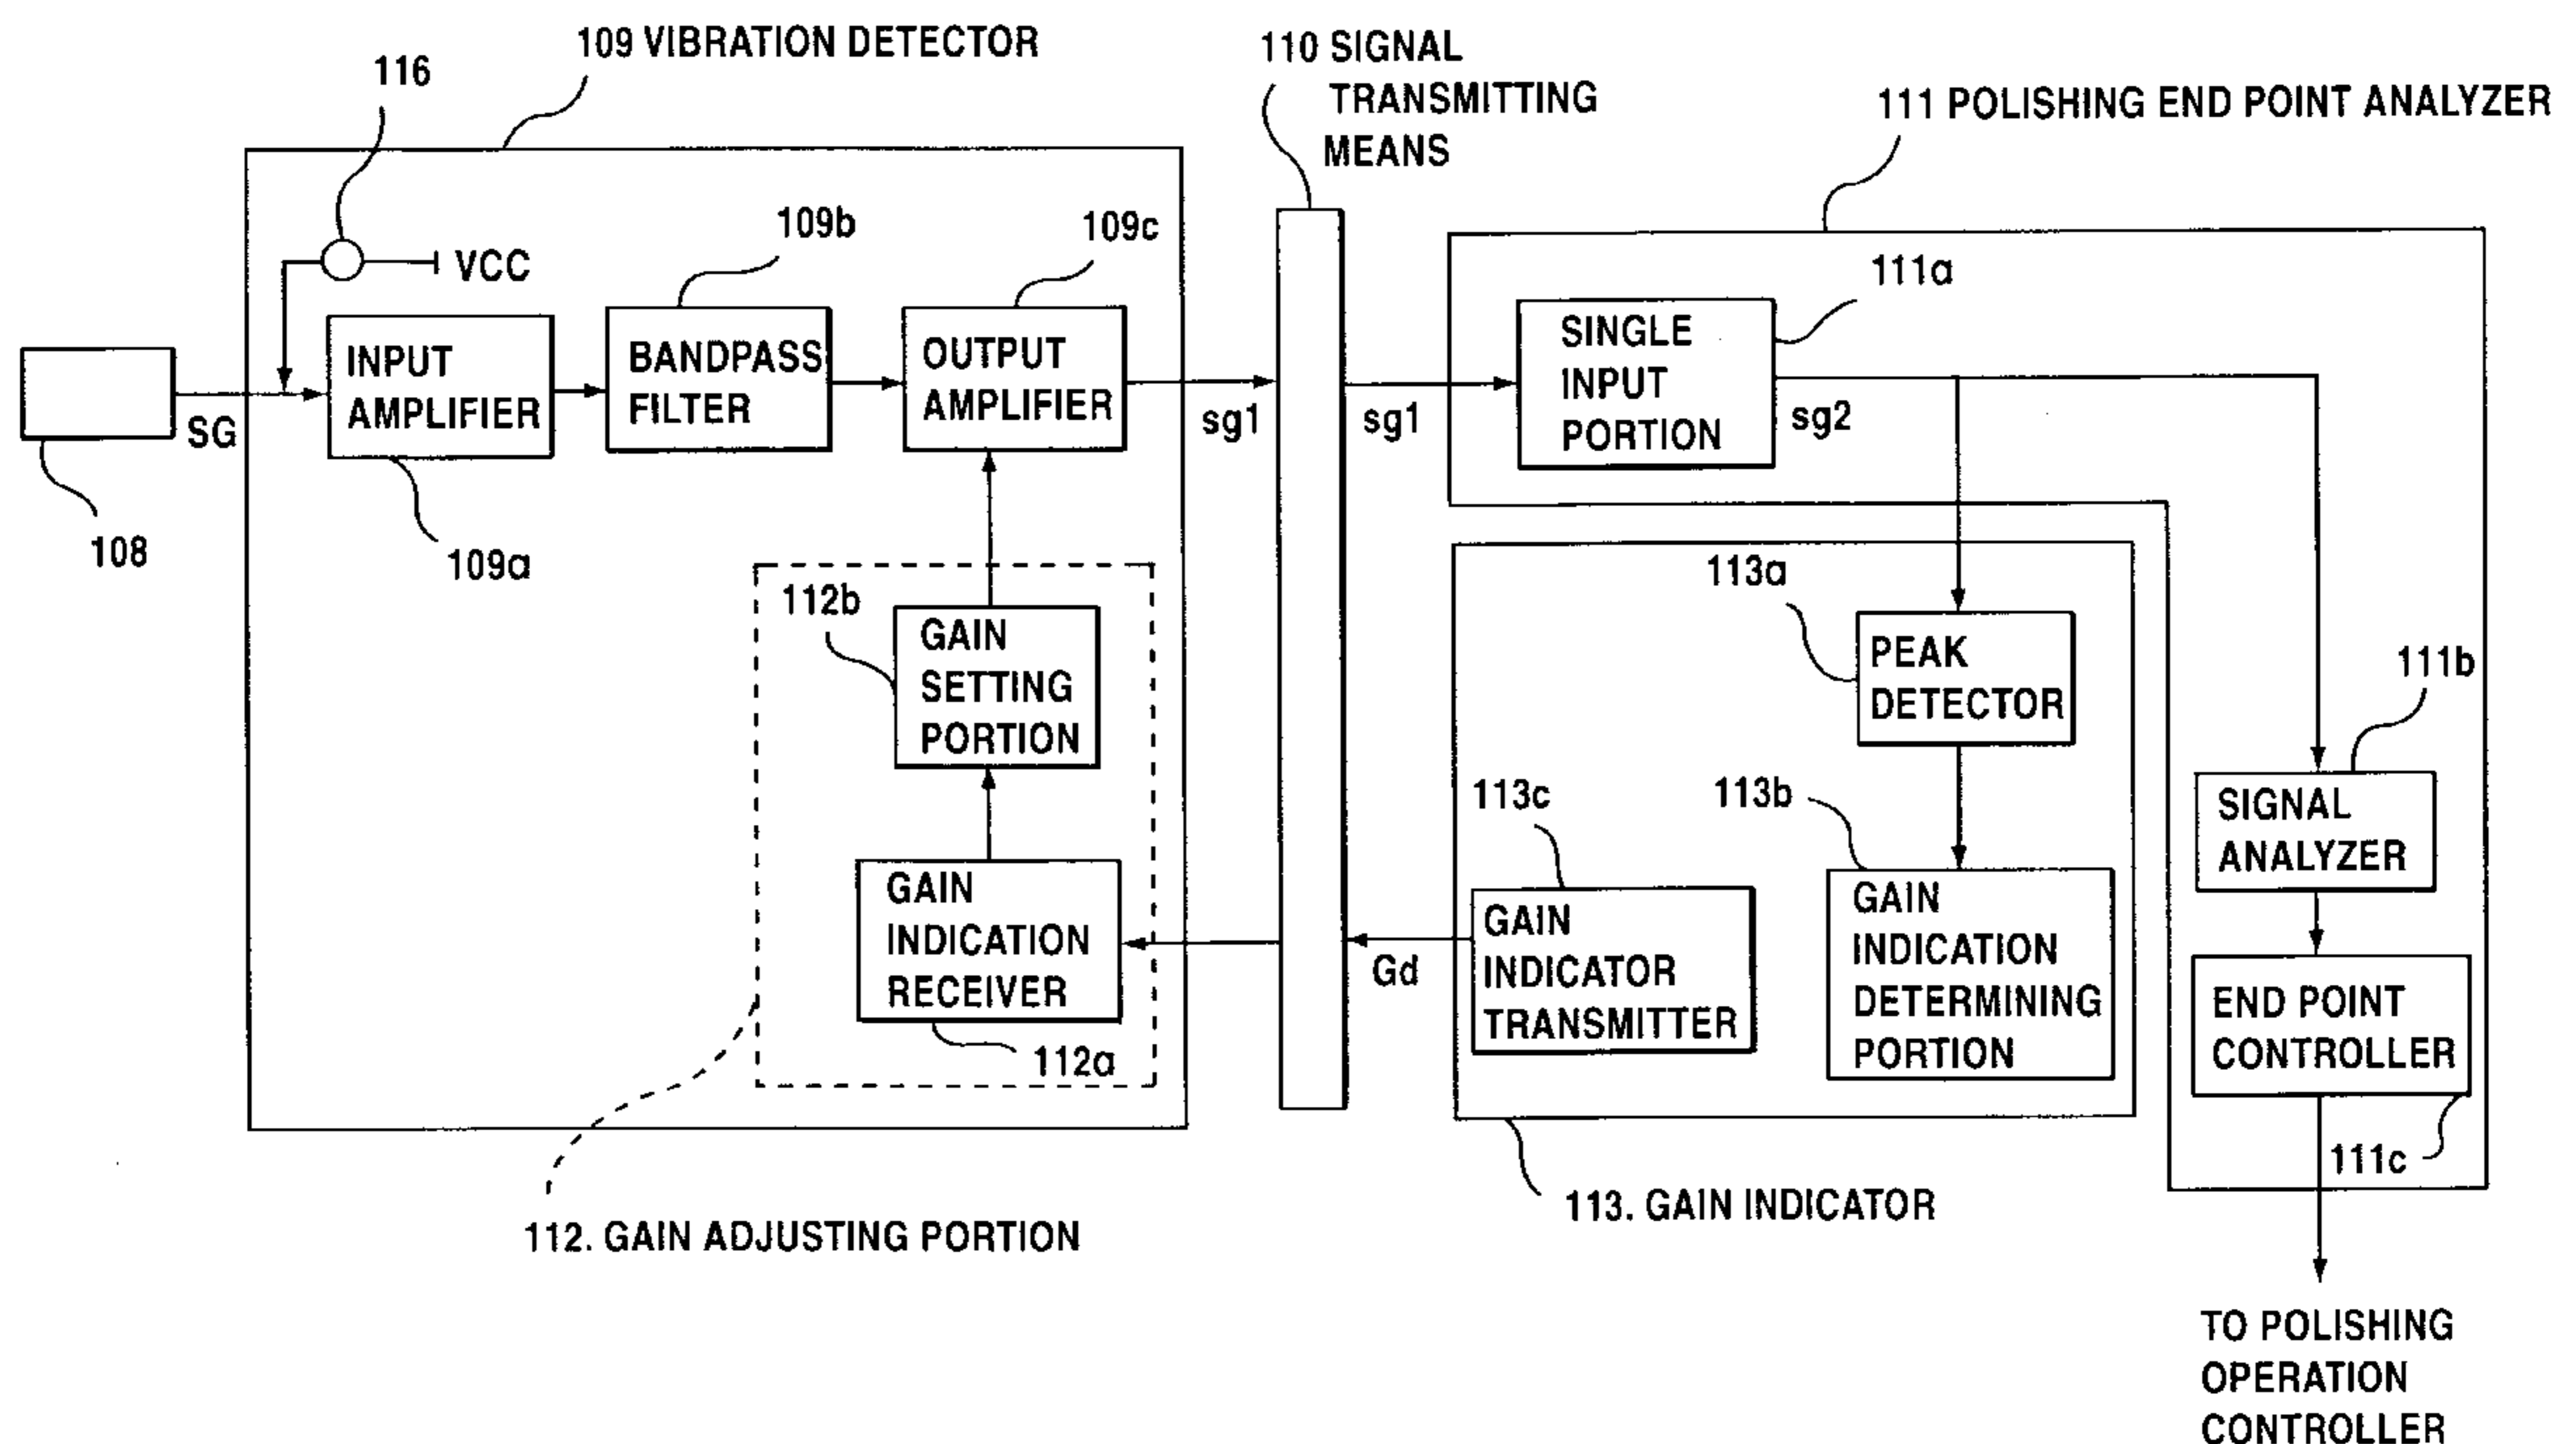 109 VIBRATION DETECTOR
116
110 SIGNAL
TRANSMITTING
MEANS
111 POLISHING END POINT ANALYZER
109b
109c
VCC
111a
INPUT
AMPLIFIER
BANDPASS
FILTER
OUTPUT
AMPLIFIER
SINGLE
INPUT
PORTION
SG
sg1
sg1
sg2
108
109a
112b
GAIN
SETTING
PORTION
113a
PEAK
DETECTOR
111b
113c
113b
SIGNAL
ANALYZER
GAIN
INDICATION
RECEIVER
112a
Gd
GAIN
INDICATOR
TRANSMITTER
GAIN
INDICATION
DETERMINING
PORTION
END POINT
CONTROLLER
111c
112. GAIN ADJUSTING PORTION
113. GAIN INDICATOR
TO POLISHING
OPERATION
CONTROLLER